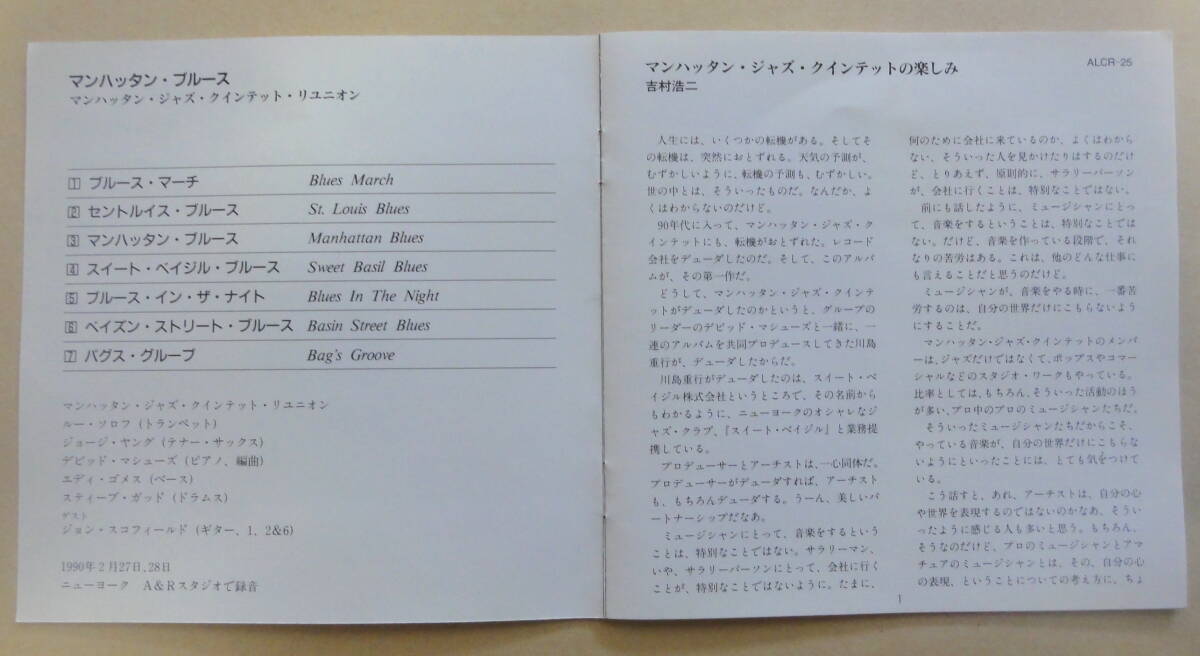 マンハッタン・ブルース
マンハッタン・ジャズ・クインテット・リユニオン
1 ブルース・マーチ Blues March
2 セントルイス・ブルース St. Louis Blues
3 マンハッタン・ブルース Manhattan Blues
4 スイート・ベイジル・ブルース Sweet Basil Blues
5 ブルース・イン・ザ・ナイト Blues In The Night
6 ベイズン・ストリート・ブルース Basin Street Blues
7 バグス・グルーブ Bag's Groove
マンハッタン・ジャズ・クインテット・リユニオン
ルー・ソロフ(トランペット)
ジョージ・ヤング(テナー・サックス)
デビッド・マシューズ(ピアノ、編曲)
エディ・ゴメス(ベース)
スティーブ・ガッド(ドラムス)
ゲスト
ジョン・スコフィールド(ギター、1, 2&6)
1990年2月27日, 28日
ニューヨーク A&Rスタジオで録音
マンハッタン・ジャズ・クインテットの楽しみ
吉村浩二
ALCR-25
人生には、いくつかの転機がある。そしてそ
の転機は、突然におとずれる。天気の予測が、
むずかしいように、転機の予測も、むずかしい。
世の中とは、そういったものだ。なんだか、よ
くはわからないのだけど。
90年代に入って、マンハッタン・ジャズ・ク
インテットにも、転機がおとずれた。レコード
会社をデューダしたのだ。そして、このアルバ
ムが、その第一作だ。
どうして、マンハッタン・ジャズ・クインテ
ットがデューダしたのかというと、グループの
リーダーのデビッド・マシューズと一緒に、一
連のアルバムを共同プロデュースしてきた川島
重行が、デューダしたからだ。
川島重行がデューダしたのは、スイート・ベ
イジル株式会社というところで、その名前から
もわかるように、ニューヨークのオシャレなジ
ャズ・クラブ、『スイート・ベイジル』と業務提
携している。
プロデューサーとアーチストは、一心同体だ。
プロデューサーがデューダすれば、アーチスト
も、もちろんデューダする。うーん、美しいパ
ートナーシップだなあ。
ミュージシャンにとって、音楽をするという
ことは、特別なことではない。サラリーマン、
いや、サラリーパーソンにとって、会社に行く
ことが、特別なことではないように。たまに、
何のために会社に来ているのか、よくはわから
ない、そういった人を見かけたりはするのだけ
ど、とりあえず、原則的に、サラリーパーソン
が、会社に行くことは、特別なことではない。
前にも話したように、ミュージシャンにとっ
て、音楽をするということは、特別なことでは
ない。だけど、音楽を作っている段階で、それ
なりの苦労はある。これは、他のどんな仕事に
も言えることだと思うのだけど。
ミュージシャンが、音楽をやる時に、一番苦
労するのは、自分の世界だけにこもらないよう
にすることだ。
マンハッタン・ジャズ・クインテットのメンバ
ーは、ジャズだけではなくて、ポップスやコマー
シャルなどのスタジオ・ワークもやっている。
比率としては、もちろん、そういった活動のほう
が多い、プロ中のプロのミュージシャンたちだ。
そういったミュージシャンたちだからこそ、
やっている音楽が、自分の世界だけにこもらな
いようにといったことには、とても気をつけて
いる。
こう話すと、あれ、アーチストは、自分の心
や世界を表現するのではないのかなあ、そうい
ったように感じる人も多いと思う。もちろん、
そうなのだけど、プロのミュージシャンとアマ
チュアのミュージシャンとは、その、自分の心
の表現、ということについての考え方に、ちょ
1